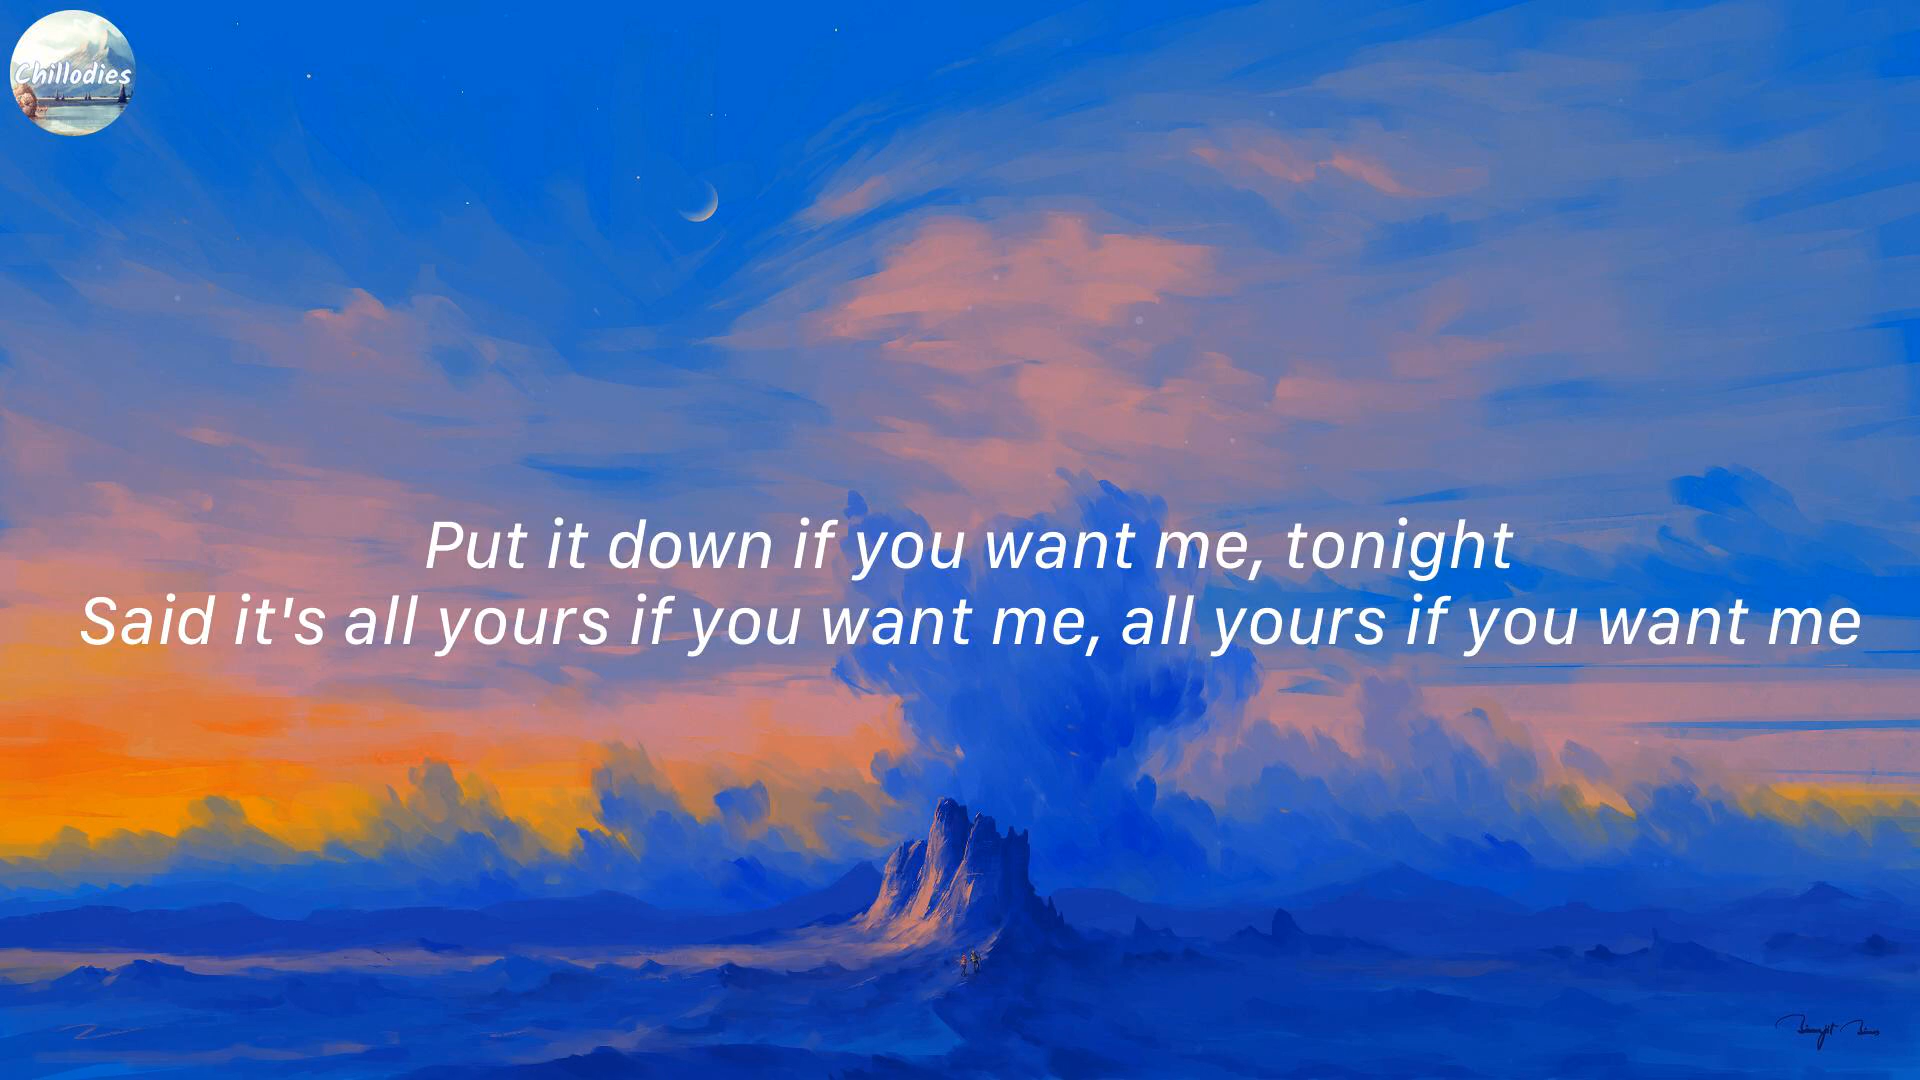 Chillodies
Put it down if you want me, tonight
Said it's all yours if you want me, all yours if you want me